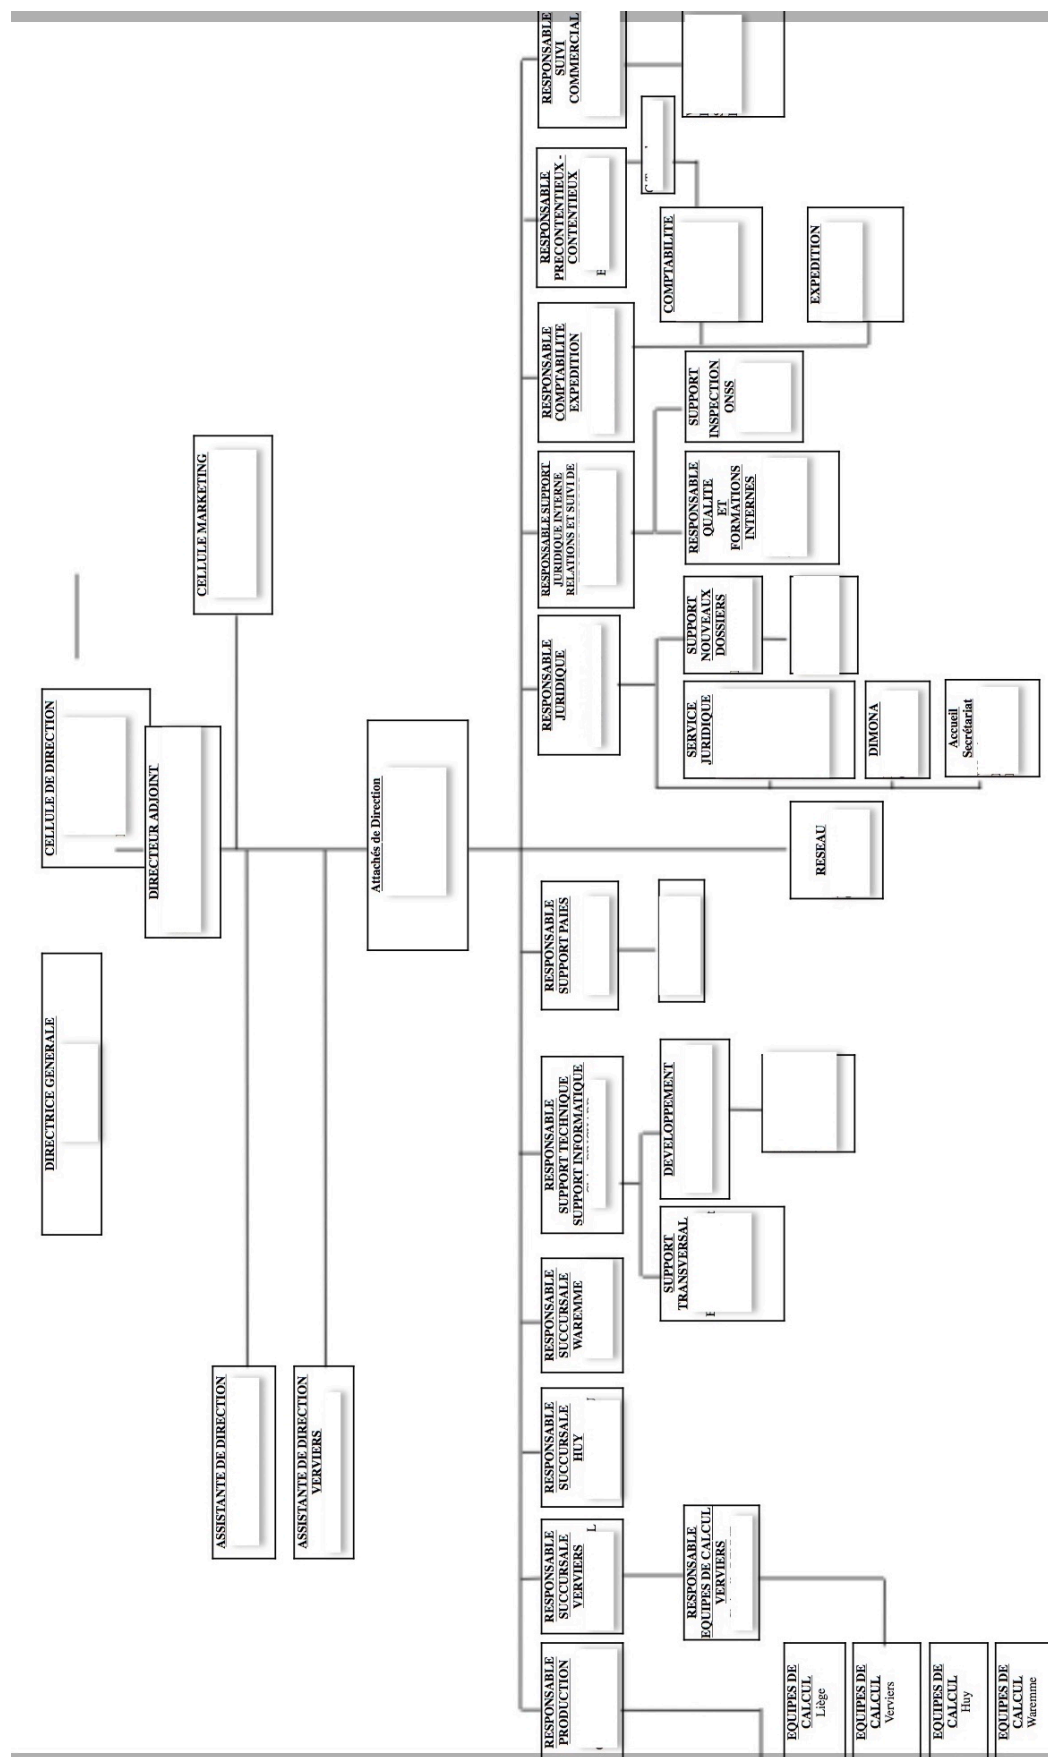 DIRECTRICE GENERALE
CELLULE DE DIRECTION
DIRECTEUR ADJOINT
ASSISTANTE DE DIRECTION
CELLULE MARKETING
ASSISTANTE DE DIRECTION
VERVIERS
Attachés de Direction
RESPONSABLE
PRODUCTION
RESPONSABLE
SUCCURSALE
VERVIERS
L
RESPONSABLE
SUCCURSALE
HUY
RESPONSABLE
SUCCURSALE
WAREMME
RESPONSABLE
SUPPORT TECHNIQUE
SUPPORT INFORMATIQUE
RESPONSABLE
SUPPORT PAIES
RESPONSABLE
JURIDIQUE
RESPONSABLE SUPPORT
JURIDIQUE INTERNE
RELATIONS ET SUIVI DE
RESPONSABLE
COMPTABILITE
EXPEDITION
RESPONSABLE
PRECONTENTIEUX -
CONTENTIEUX
E
RESPONSABLE
SUIVI
COMMERCIAL
RESPONSABLE
EQUIPES DE CALCUL
VERVIERS
SUPPORT
TRANSVERSAL
DEVELOPPEMENT
SERVICE
JURIDIQUE
SUPPORT
NOUVEAUX
DOSSIERS
RESPONSABLE
QUALITE
ET
FORMATIONS
INTERNES
SUPPORT
INSPECTION
ONSS
COMPTABILITE
EXPEDITION
RESEAU
DIMONA
Accueil
Secrétariat
EQUIPES DE
CALCUL
Liège
EQUIPES DE
CALCUL
Verviers
EQUIPES DE
CALCUL
Huy
EQUIPES DE
CALCUL
Waremme